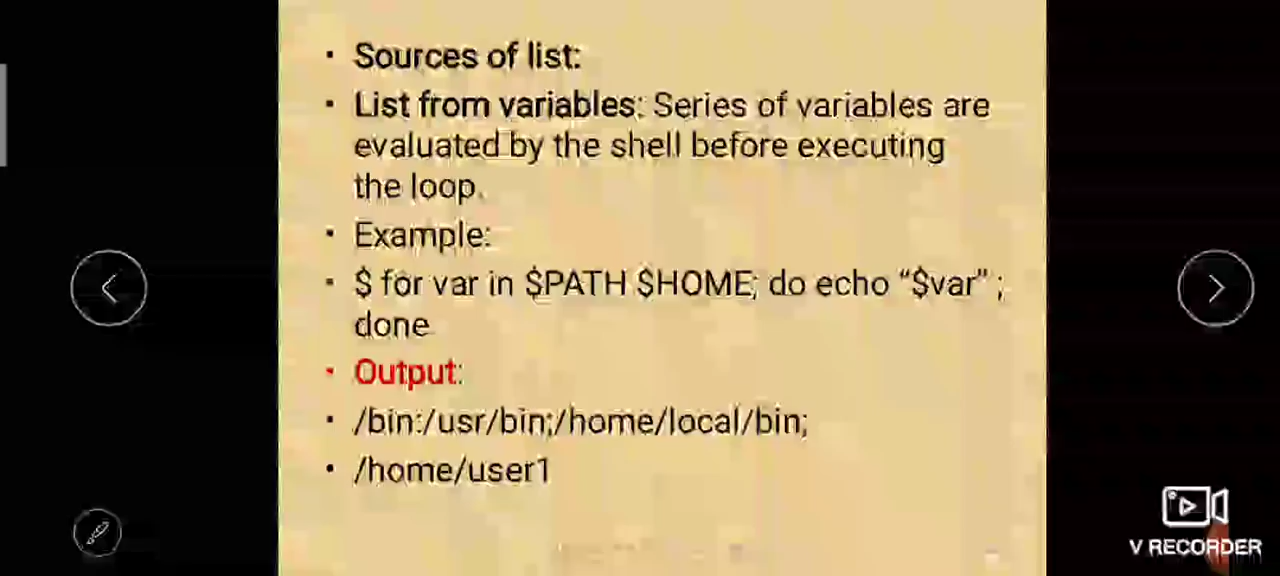 • Sources of list:
• List from variables: Series of variables are
evaluated by the shell before executing
the loop.
• Example:
• $ for var in $PATH $HOME; do echo “$var” ;
done
• Output:
• /bin:/usr/bin;/home/local/bin;
• /home/user1
V RECORDER